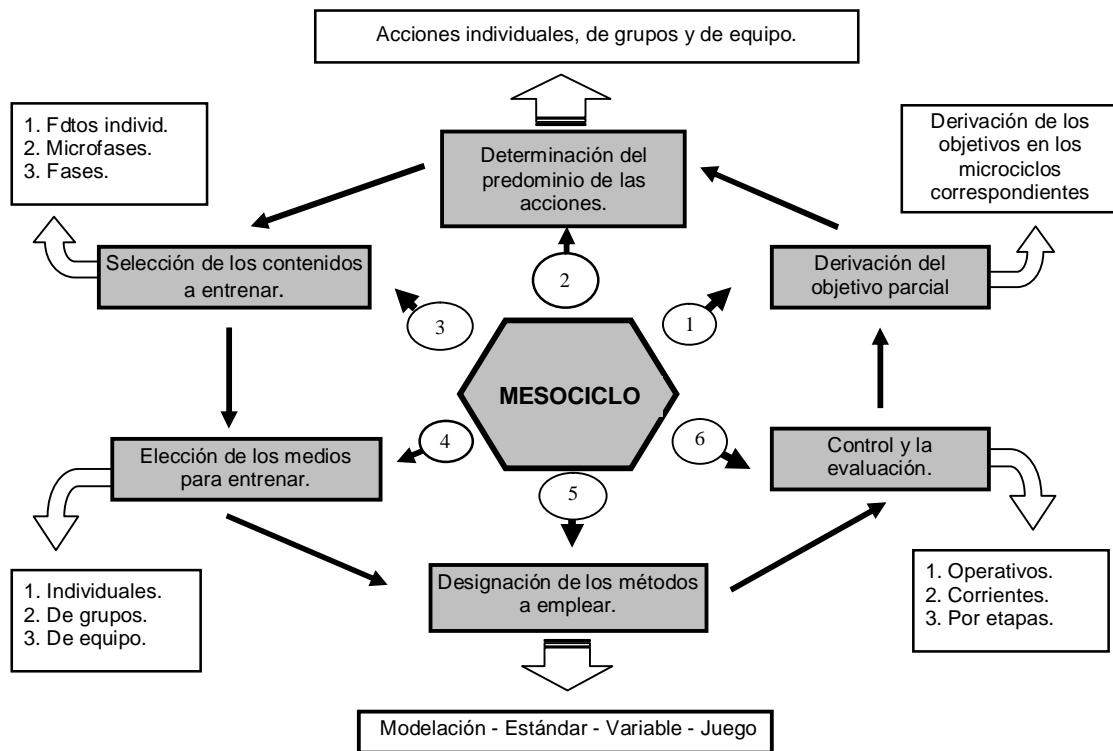 Acciones individuales, de grupos y de equipo.
1. Fdtos individ.
2. Microfases.
3. Fases.
Determinación del
predominio de las
acciones.
Derivación de los
objetivos en los
microciclos
correspondientes
Selección de los contenidos
a entrenar.
2
Derivación del
objetivo parcial
3
1
MESOCICLO
4
6
Elección de los medios
para entrenar.
Control y la
evaluación.
5
1. Individuales.
2. De grupos.
3. De equipo.
Designación de los métodos
a emplear.
1. Operativos.
2. Corrientes.
3. Por etapas.
Modelación - Estándar - Variable - Juego